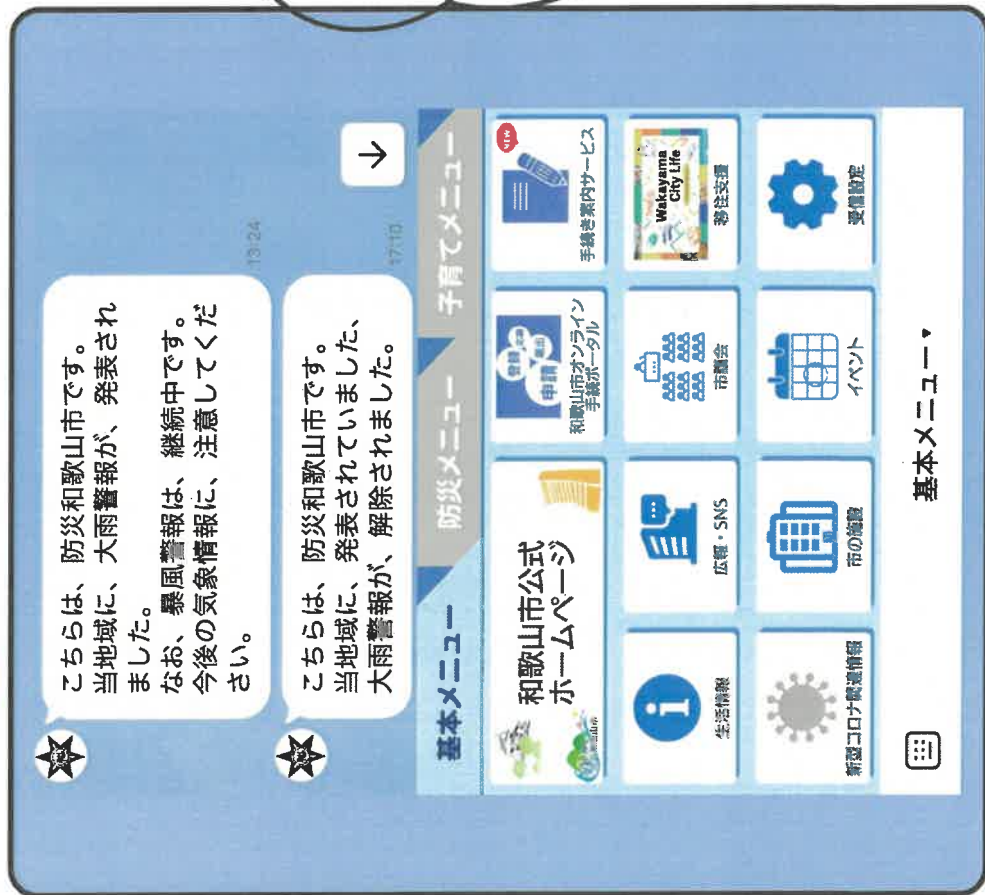 こちらは、防災和歌山市です。
当地域に、大雨警報が、発表され
ました。
なお、暴風警報は、継続中です。
今後の気象情報に、注意してくだ
さい。
13:24
こちらは、防災和歌山市です。
当地域に、発表されていました、
大雨警報が、解除されました。
17:10
基本メニュー
防災メニュー
子育てメニュー
和歌山市公式
ホームページ
登録
申請
和歌山市オンライン
手続ポータル
NEW
手続き案内サービス
生活情報
広報・SNS
市議会
Wakayama
City Life
移住支援
新型コロナ関連情報
市の施設
イベント
受信設定
基本メニュー▼